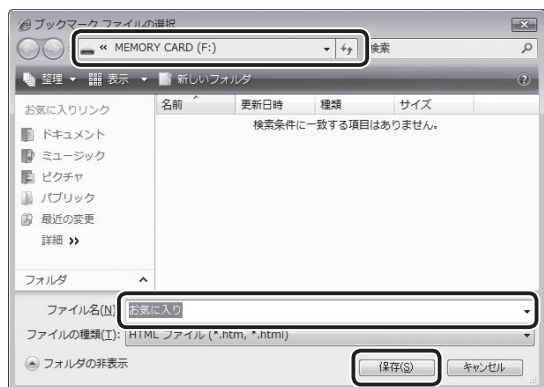 ブックマーク ファイルの選択
« MEMORY CARD (F:)
検索
整理 表示 新しいフォルダ
お気に入りリンク
ドキュメント
ミュージック
ピクチャ
パブリック
最近の変更
詳細 »
フォルダ
名前 更新日時 種類 サイズ
検索条件に一致する項目はありません。
ファイル名(N) お気に入り
ファイルの種類(T): HTML ファイル (*.htm, *.html)
フォルダの非表示
保存(S) キャンセル